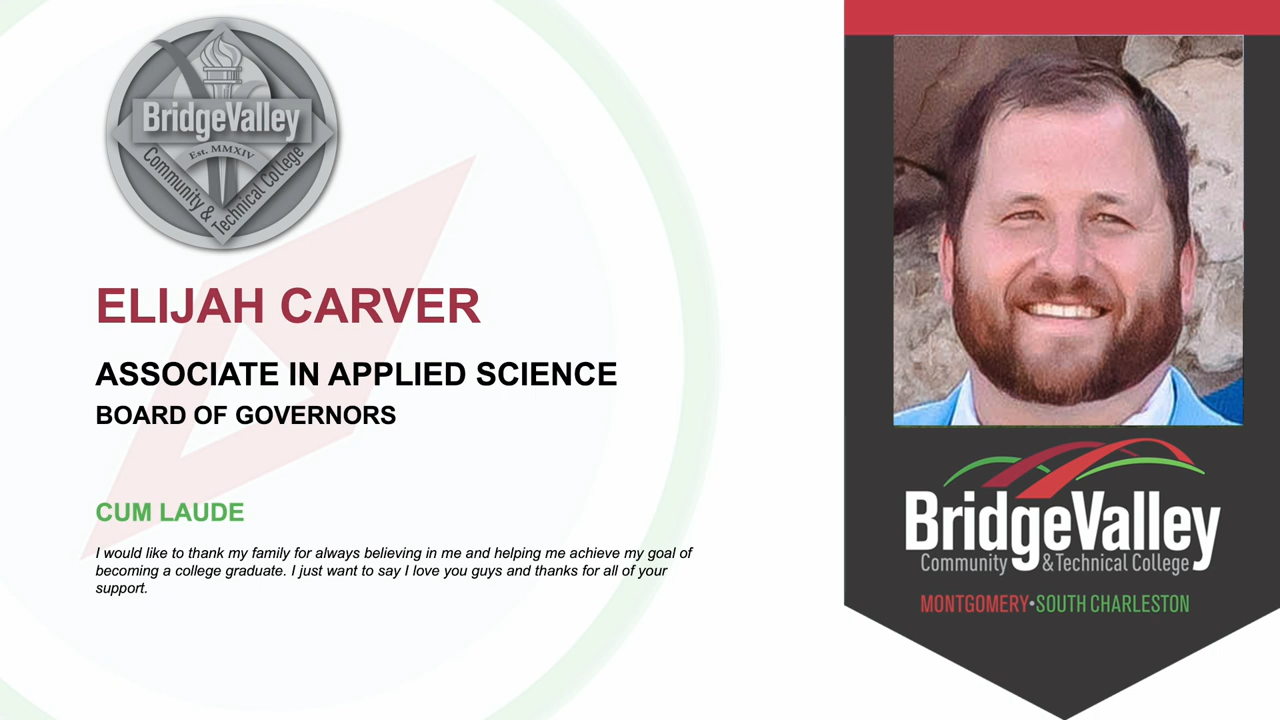 BridgeValley
Est. MMXIV
Community & Technical College
ELIJAH CARVER
ASSOCIATE IN APPLIED SCIENCE
BOARD OF GOVERNORS
CUM LAUDE
I would like to thank my family for always believing in me and helping me achieve my goal of
becoming a college graduate. I just want to say I love you guys and thanks for all of your
support.
BridgeValley
Community & Technical College
MONTGOMERY•SOUTH CHARLESTON